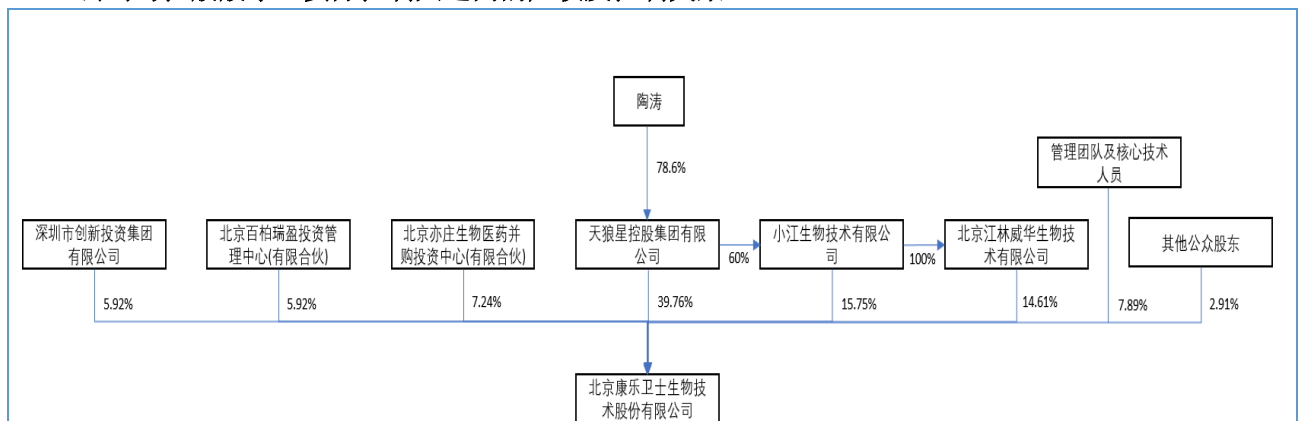 陶涛
78.6%
管理团队及核心技术
人员
深圳市创新投资集团
有限公司
北京百柏瑞盈投资管
理中心(有限合伙)
北京亦庄生物医药并
购投资中心(有限合伙)
天狼星控股集团有限
公司
60%
小江生物技术有限公
司
100%
北京江林威华生物技
术有限公司
其他公众股东
5.92%
5.92%
7.24%
39.76%
15.75%
14.61%
7.89%
2.91%
北京康乐卫士生物技
术股份有限公司